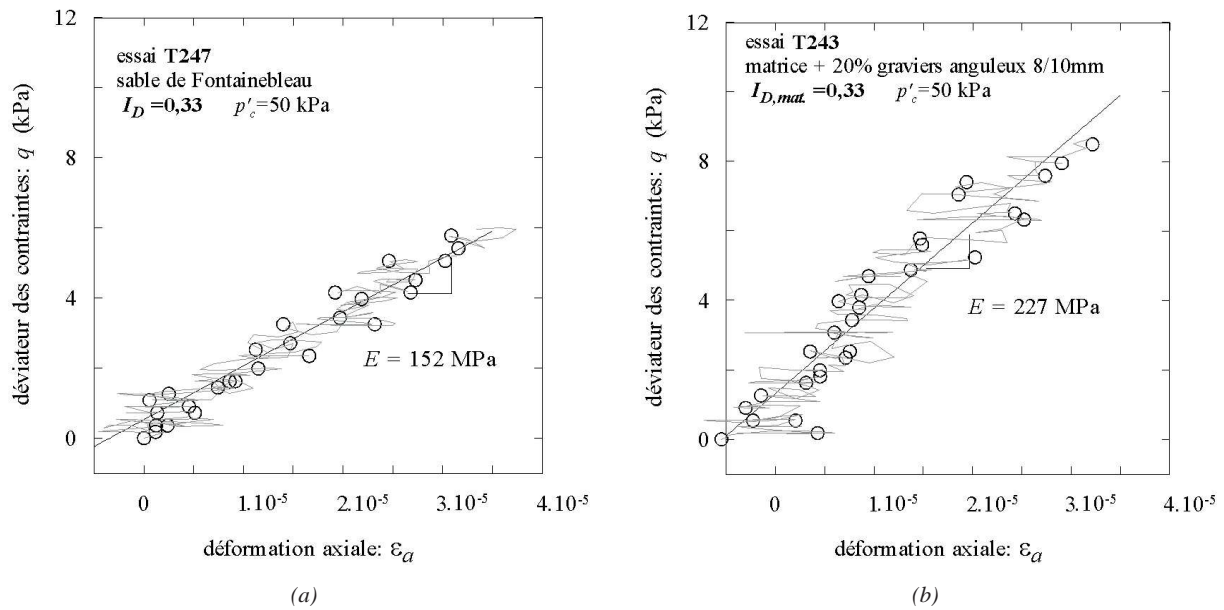 12
8
4
0
déviateur des contraintes: q (kPa)
essai T247
sable de Fontainebleau
I_D =0,33 p'_c=50 kPa
E = 152 MPa
0 1.10⁻⁵ 2.10⁻⁵ 3.10⁻⁵ 4.10⁻⁵
déformation axiale: ε_a
(a)
12
8
4
0
déviateur des contraintes: q (kPa)
essai T243
matrice + 20% graviers anguleux 8/10mm
I_D,mat. =0,33 p'_c=50 kPa
E = 227 MPa
0 1.10⁻⁵ 2.10⁻⁵ 3.10⁻⁵ 4.10⁻⁵
déformation axiale: ε_a
(b)